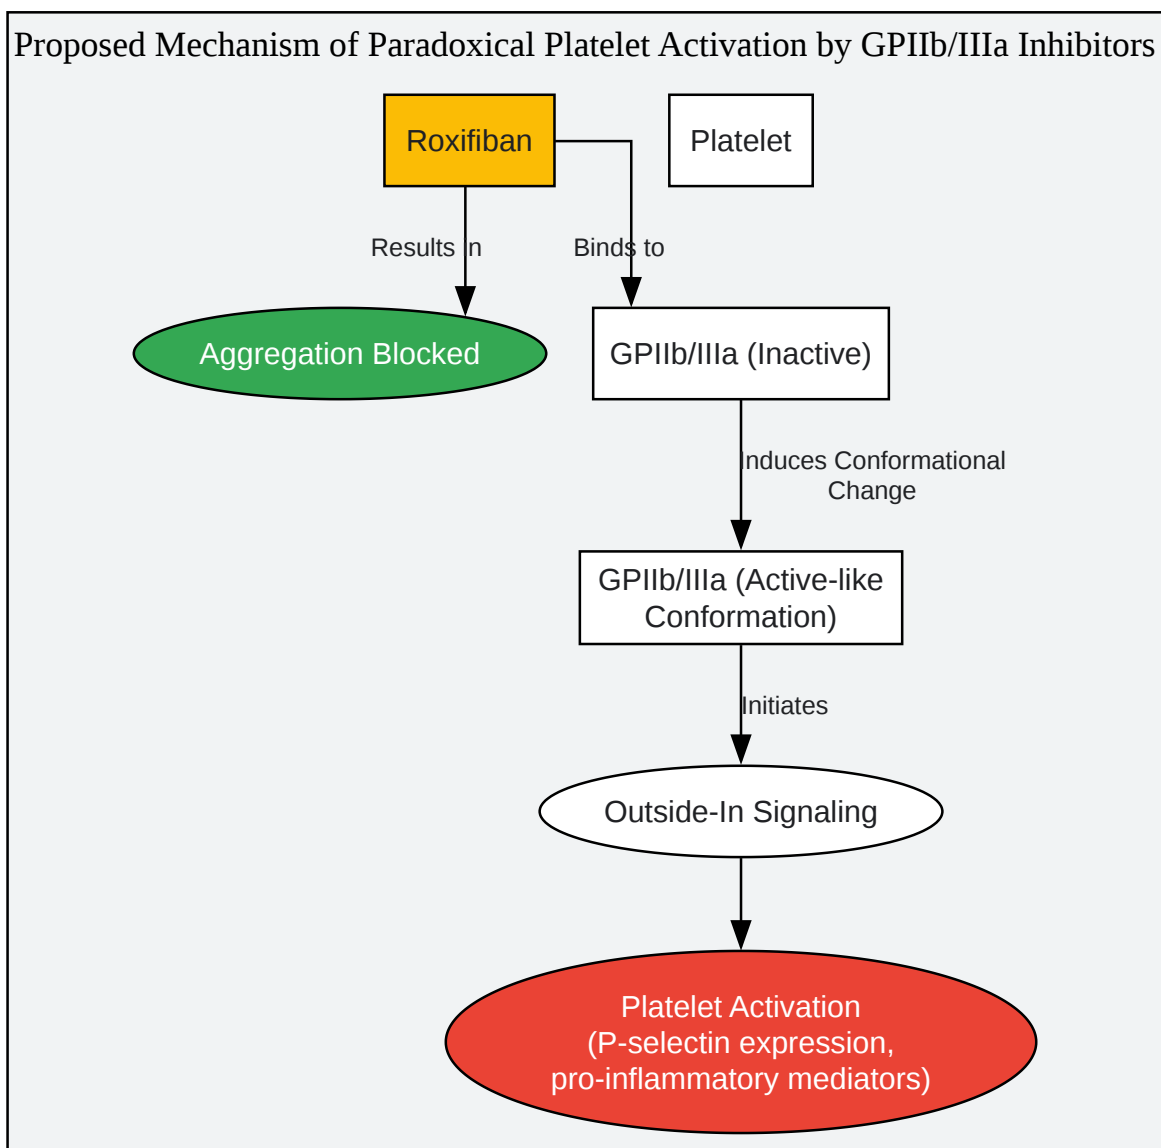 Proposed Mechanism of Paradoxical Platelet Activation by GPIIb/IIIa Inhibitors
Roxifiban
Platelet
Results in
Binds to
Aggregation Blocked
GPIIb/IIIa (Inactive)
Induces Conformational
Change
GPIIb/IIIa (Active-like
Conformation)
Initiates
Outside-In Signaling
Platelet Activation
(P-selectin expression,
pro-inflammatory mediators)